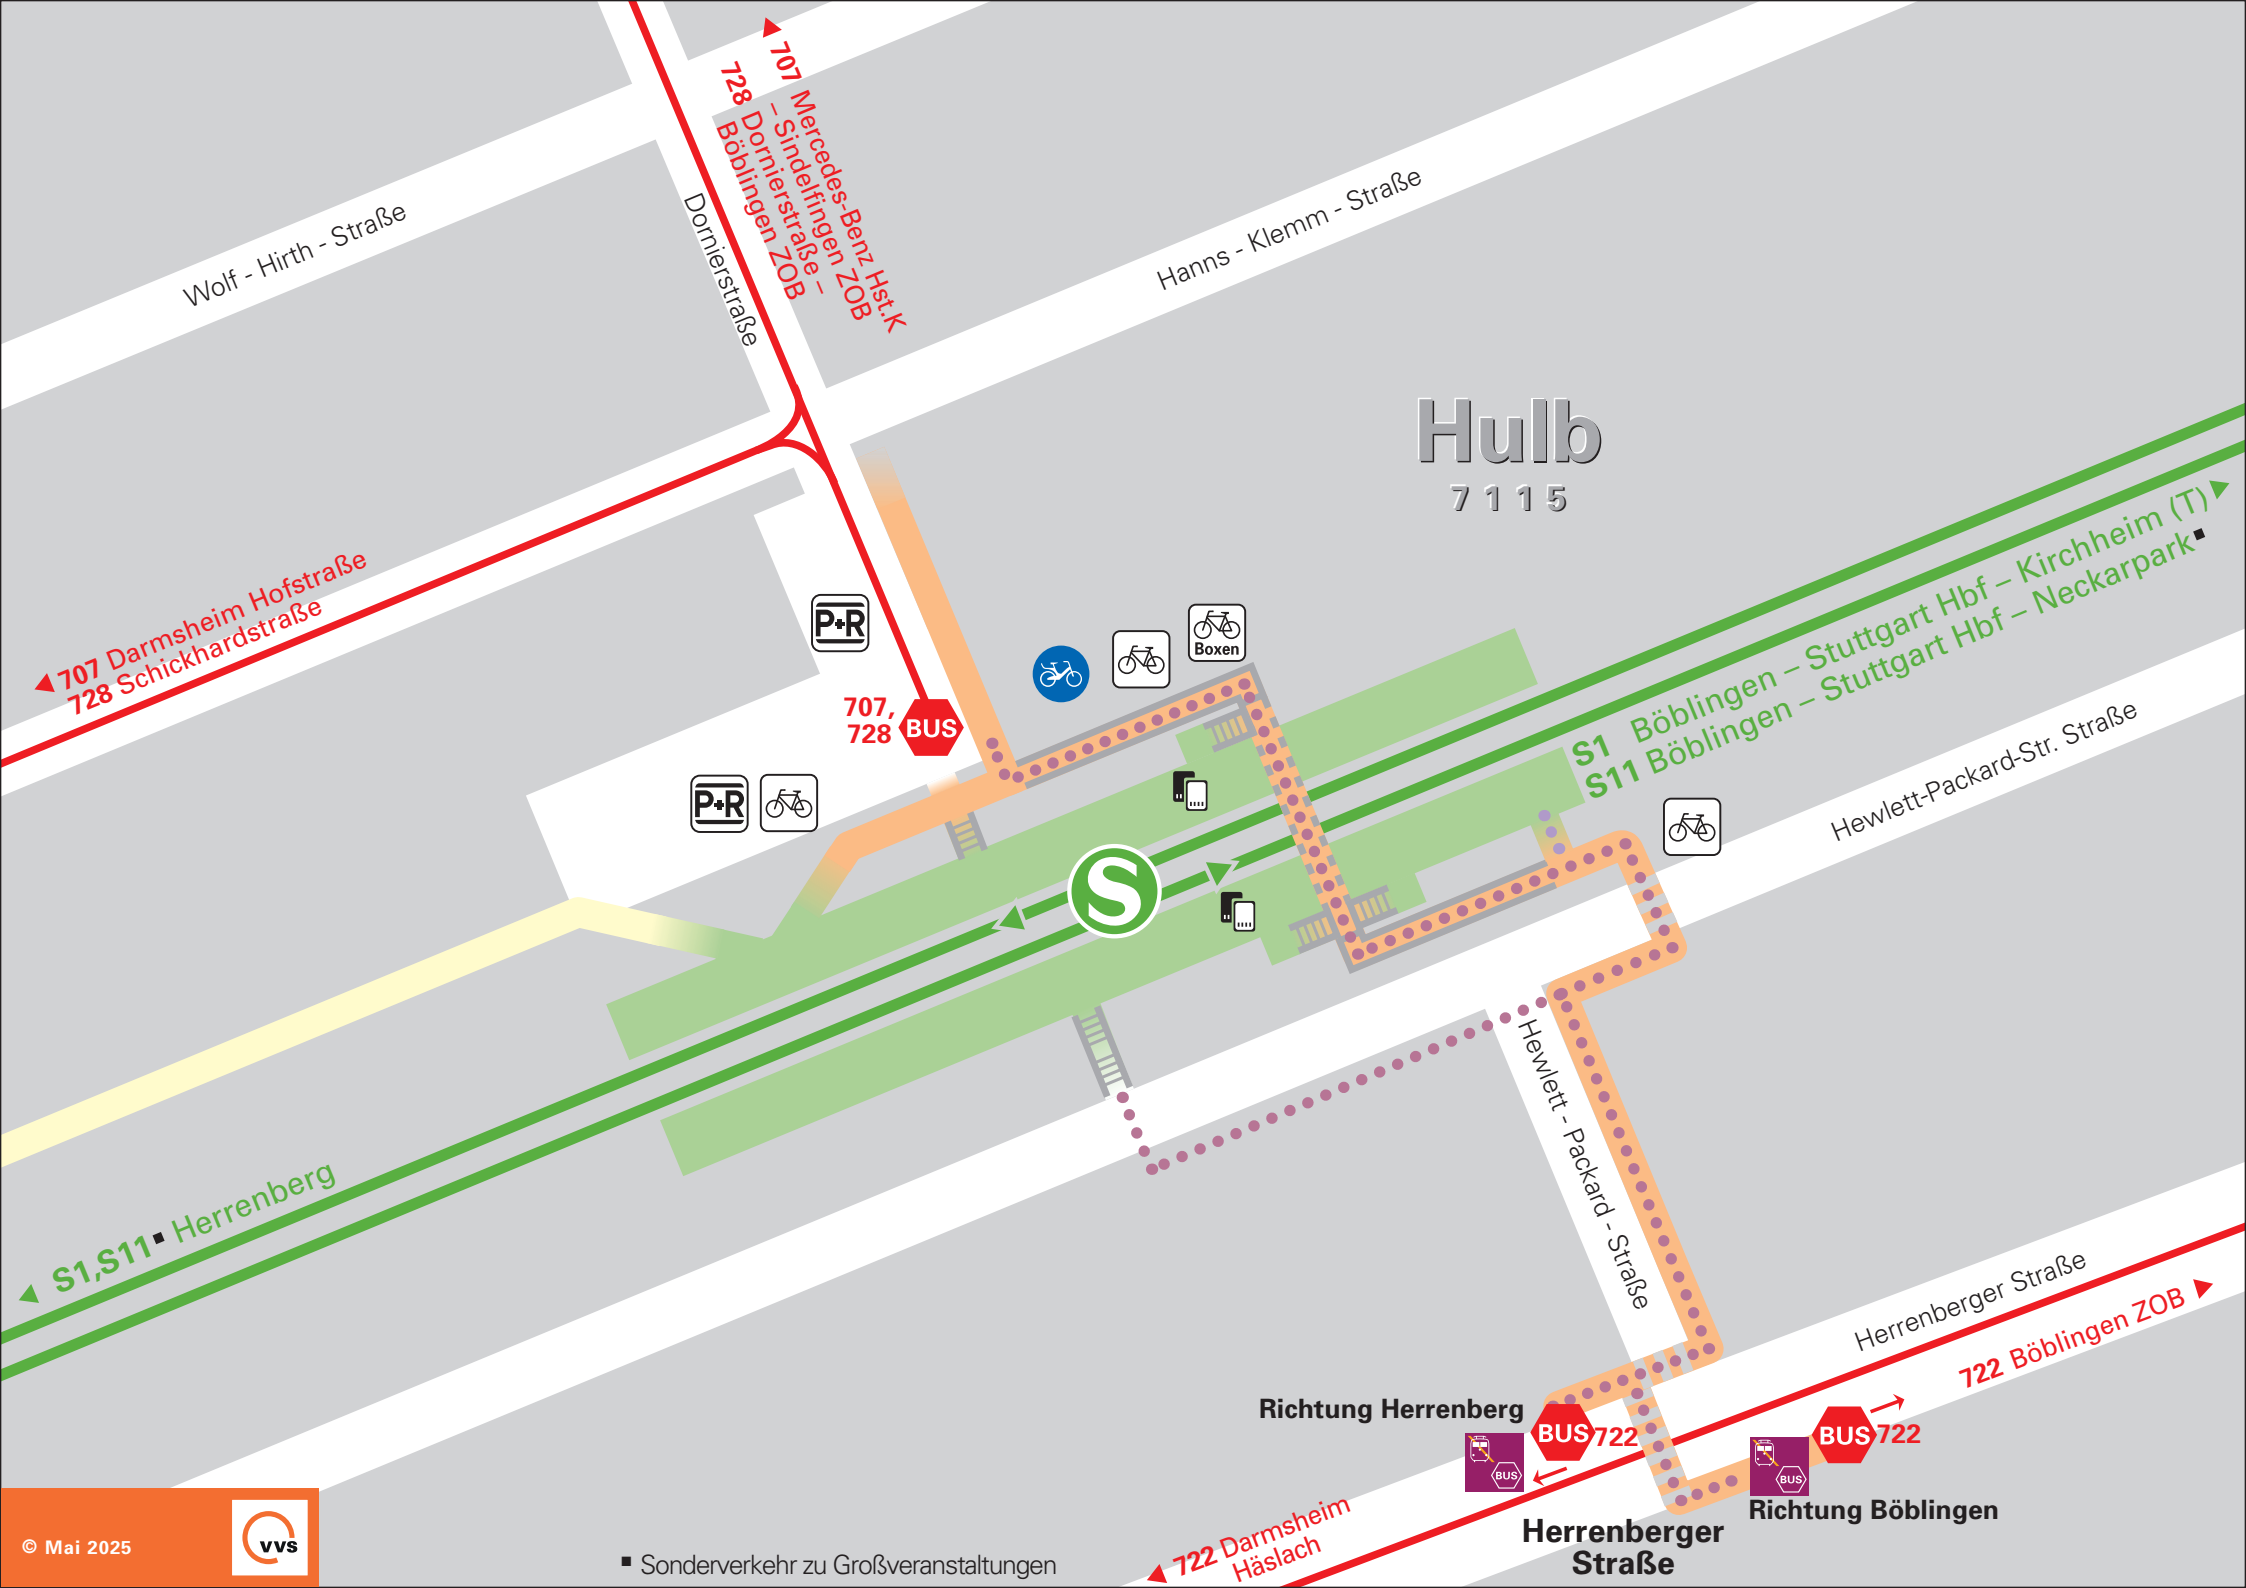 707 Mercedes-Benz Hst.K
– Sindelfingen ZOB
728 Dornierstraße –
Böblingen ZOB
Dornierstraße
Wolf - Hirth - Straße
Hanns - Klemm - Straße
Hulb
7115
707 Darmsheim Hofstraße
728 Schickhardstraße
P+R
707,
728
BUS
Boxen
P+R
S1 Böblingen – Stuttgart Hbf – Kirchheim (T)
S11 Böblingen – Stuttgart Hbf – Neckarpark▪
Hewlett-Packard-Str. Straße
S
S1,S11▪ Herrenberg
Hewlett - Packard - Straße
Herrenberger Straße
722 Böblingen ZOB
Richtung Herrenberg
BUS 722
BUS
BUS 722
BUS
Richtung Böblingen
Herrenberger
Straße
722 Darmsheim
Häslach
▪ Sonderverkehr zu Großveranstaltungen
© Mai 2025
vvs